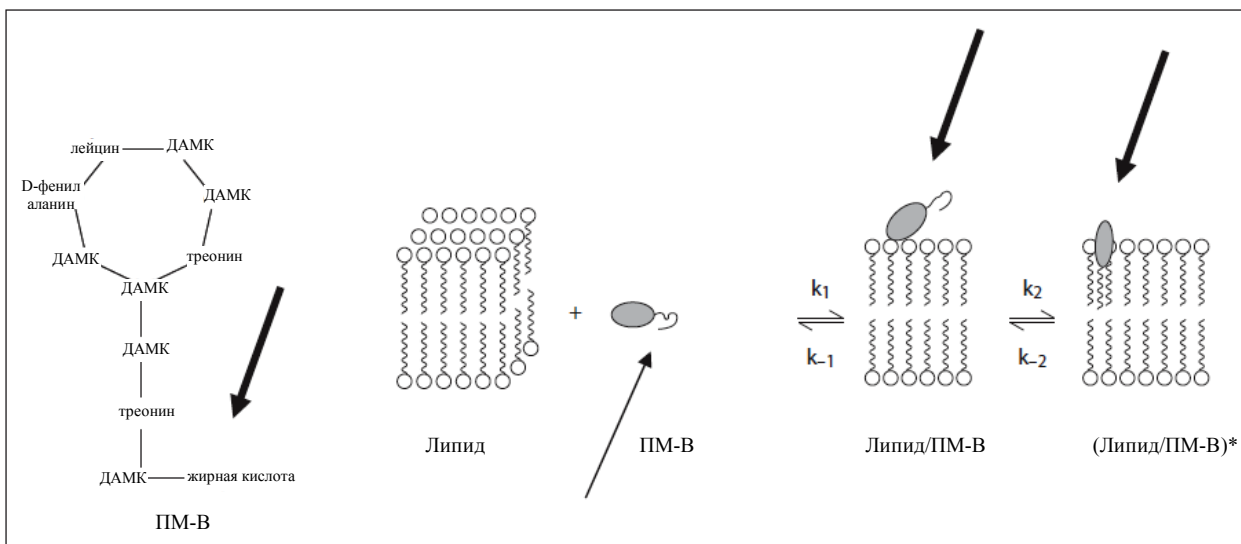 лейцин
ДАМК
D-фенил
аланин
ДАМК
ДАМК
треонин
ДАМК
ДАМК
треонин
ДАМК
жирная кислота
ПМ-В
Липид
+
ПМ-В
k₁
k₋₁
Липид/ПМ-В
k₂
k₋₂
(Липид/ПМ-В)*